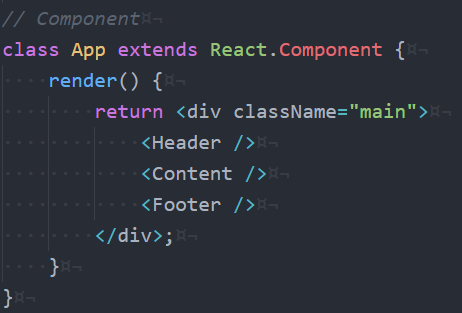 // Component
class App extends React.Component {
    render() {
        return <div className="main">
            <Header />
            <Content />
            <Footer />
        </div>;
    }
}